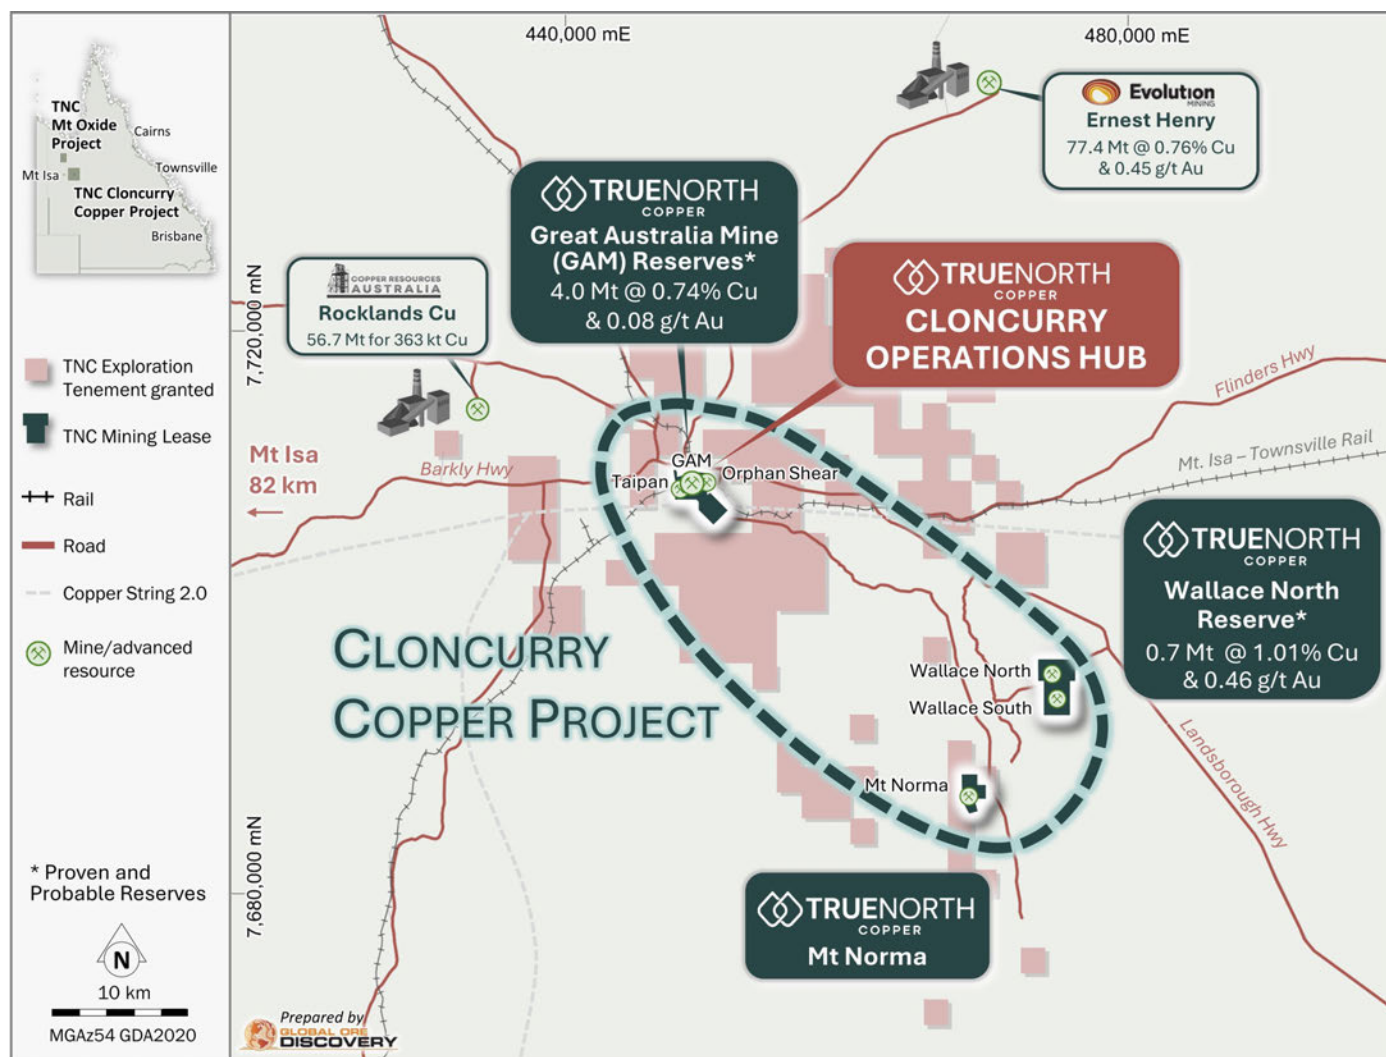 440,000 mE
480,000 mE
7,720,000 mN
7,680,000 mN
TNC
Mt Oxide
Project
Cairns
Townsville
Mt Isa
TNC Cloncurry
Copper Project
Brisbane
TNC Exploration
Tenement granted
TNC Mining Lease
Rail
Road
Copper String 2.0
Mine/advanced
resource
* Proven and
Probable Reserves
N
10 km
MGAz54 GDA2020
Evolution
MINING
Ernest Henry
77.4 Mt @ 0.76% Cu
& 0.45 g/t Au
TRUENORTH
COPPER
Great Australia Mine
(GAM) Reserves*
4.0 Mt @ 0.74% Cu
& 0.08 g/t Au
TRUENORTH
COPPER
CLONCURRY
OPERATIONS HUB
COPPER RESOURCES
AUSTRALIA
Rocklands Cu
56.7 Mt for 363 kt Cu
Flinders Hwy
Mt. Isa – Townsville Rail
Mt Isa
82 km
Barkly Hwy
GAM
Taipan
Orphan Shear
TRUENORTH
COPPER
Wallace North
Reserve*
0.7 Mt @ 1.01% Cu
& 0.46 g/t Au
CLONCURRY
COPPER PROJECT
Wallace North
Wallace South
Mt Norma
Landsborough Hwy
TRUENORTH
COPPER
Mt Norma
Prepared by
GLOBAL ORE
DISCOVERY